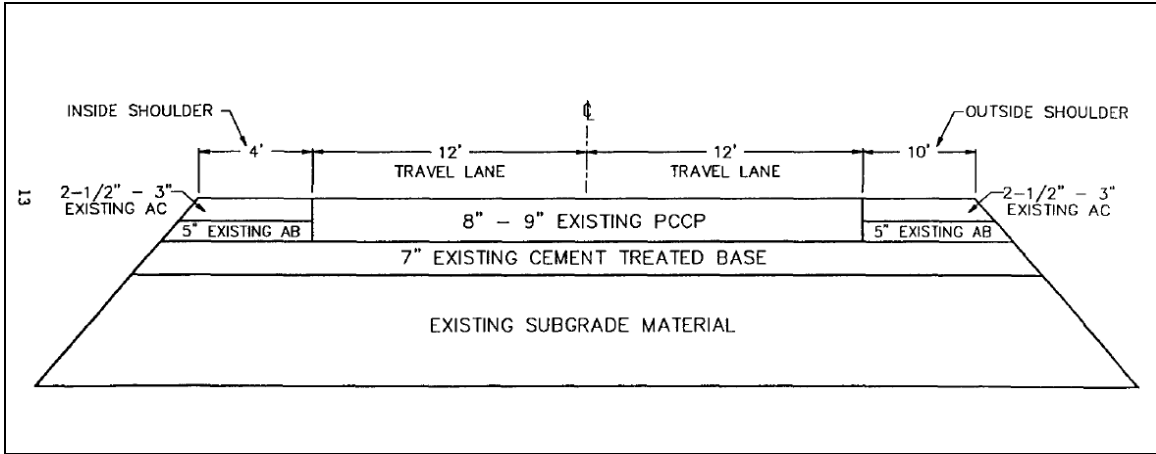 ℄
INSIDE SHOULDER
OUTSIDE SHOULDER
4'
12'
12'
10'
TRAVEL LANE
TRAVEL LANE
13
2-1/2" - 3"
EXISTING AC
2-1/2" - 3"
EXISTING AC
8" - 9" EXISTING PCCP
5" EXISTING AB
5" EXISTING AB
7" EXISTING CEMENT TREATED BASE
EXISTING SUBGRADE MATERIAL